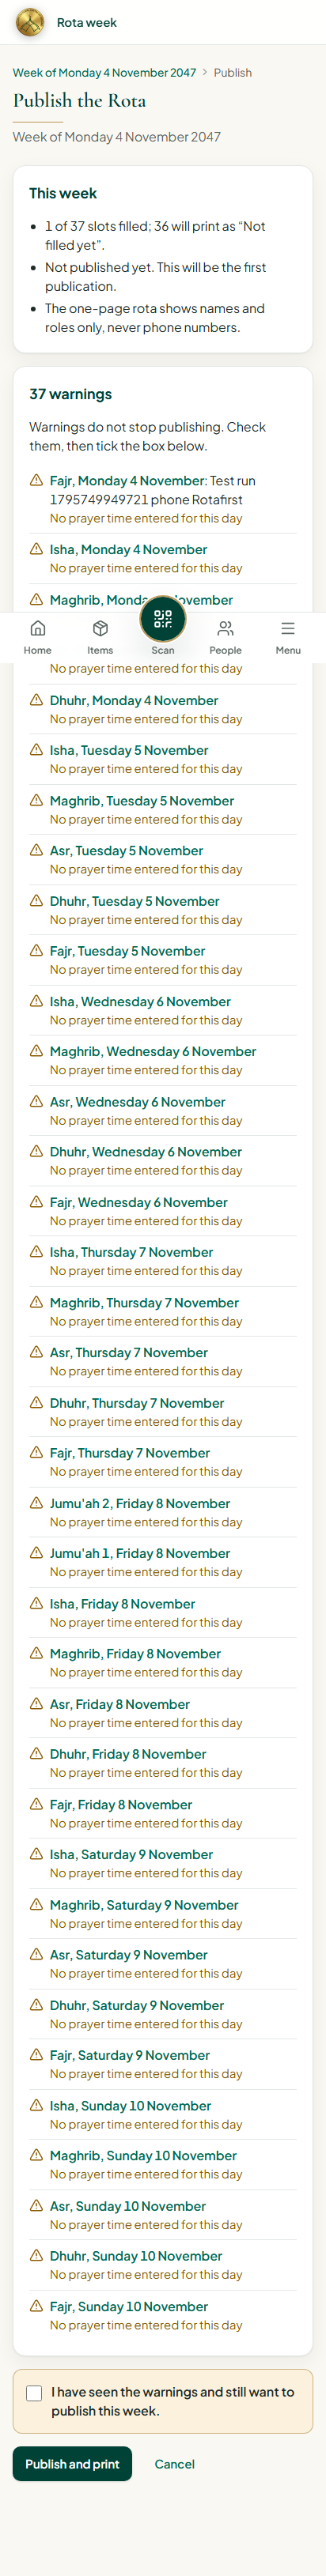 Rota week
Week of Monday 4 November 2047 > Publish
Publish the Rota
Week of Monday 4 November 2047
This week
• 1 of 37 slots filled; 36 will print as “Not
filled yet”.
• Not published yet. This will be the first
publication.
• The one-page rota shows names and
roles only, never phone numbers.
37 warnings
Warnings do not stop publishing. Check
them, then tick the box below.
Fajr, Monday 4 November: Test run
1795749949721 phone Rotafirst
No prayer time entered for this day
Isha, Monday 4 November
No prayer time entered for this day
Maghrib, Monda November
Home
Items
Scan
People
Menu
No prayer time entered for this day
Dhuhr, Monday 4 November
No prayer time entered for this day
Isha, Tuesday 5 November
No prayer time entered for this day
Maghrib, Tuesday 5 November
No prayer time entered for this day
Asr, Tuesday 5 November
No prayer time entered for this day
Dhuhr, Tuesday 5 November
No prayer time entered for this day
Fajr, Tuesday 5 November
No prayer time entered for this day
Isha, Wednesday 6 November
No prayer time entered for this day
Maghrib, Wednesday 6 November
No prayer time entered for this day
Asr, Wednesday 6 November
No prayer time entered for this day
Dhuhr, Wednesday 6 November
No prayer time entered for this day
Fajr, Wednesday 6 November
No prayer time entered for this day
Isha, Thursday 7 November
No prayer time entered for this day
Maghrib, Thursday 7 November
No prayer time entered for this day
Asr, Thursday 7 November
No prayer time entered for this day
Dhuhr, Thursday 7 November
No prayer time entered for this day
Fajr, Thursday 7 November
No prayer time entered for this day
Jumu'ah 2, Friday 8 November
No prayer time entered for this day
Jumu'ah 1, Friday 8 November
No prayer time entered for this day
Isha, Friday 8 November
No prayer time entered for this day
Maghrib, Friday 8 November
No prayer time entered for this day
Asr, Friday 8 November
No prayer time entered for this day
Dhuhr, Friday 8 November
No prayer time entered for this day
Fajr, Friday 8 November
No prayer time entered for this day
Isha, Saturday 9 November
No prayer time entered for this day
Maghrib, Saturday 9 November
No prayer time entered for this day
Asr, Saturday 9 November
No prayer time entered for this day
Dhuhr, Saturday 9 November
No prayer time entered for this day
Fajr, Saturday 9 November
No prayer time entered for this day
Isha, Sunday 10 November
No prayer time entered for this day
Maghrib, Sunday 10 November
No prayer time entered for this day
Asr, Sunday 10 November
No prayer time entered for this day
Dhuhr, Sunday 10 November
No prayer time entered for this day
Fajr, Sunday 10 November
No prayer time entered for this day
I have seen the warnings and still want to
publish this week.
Publish and print
Cancel